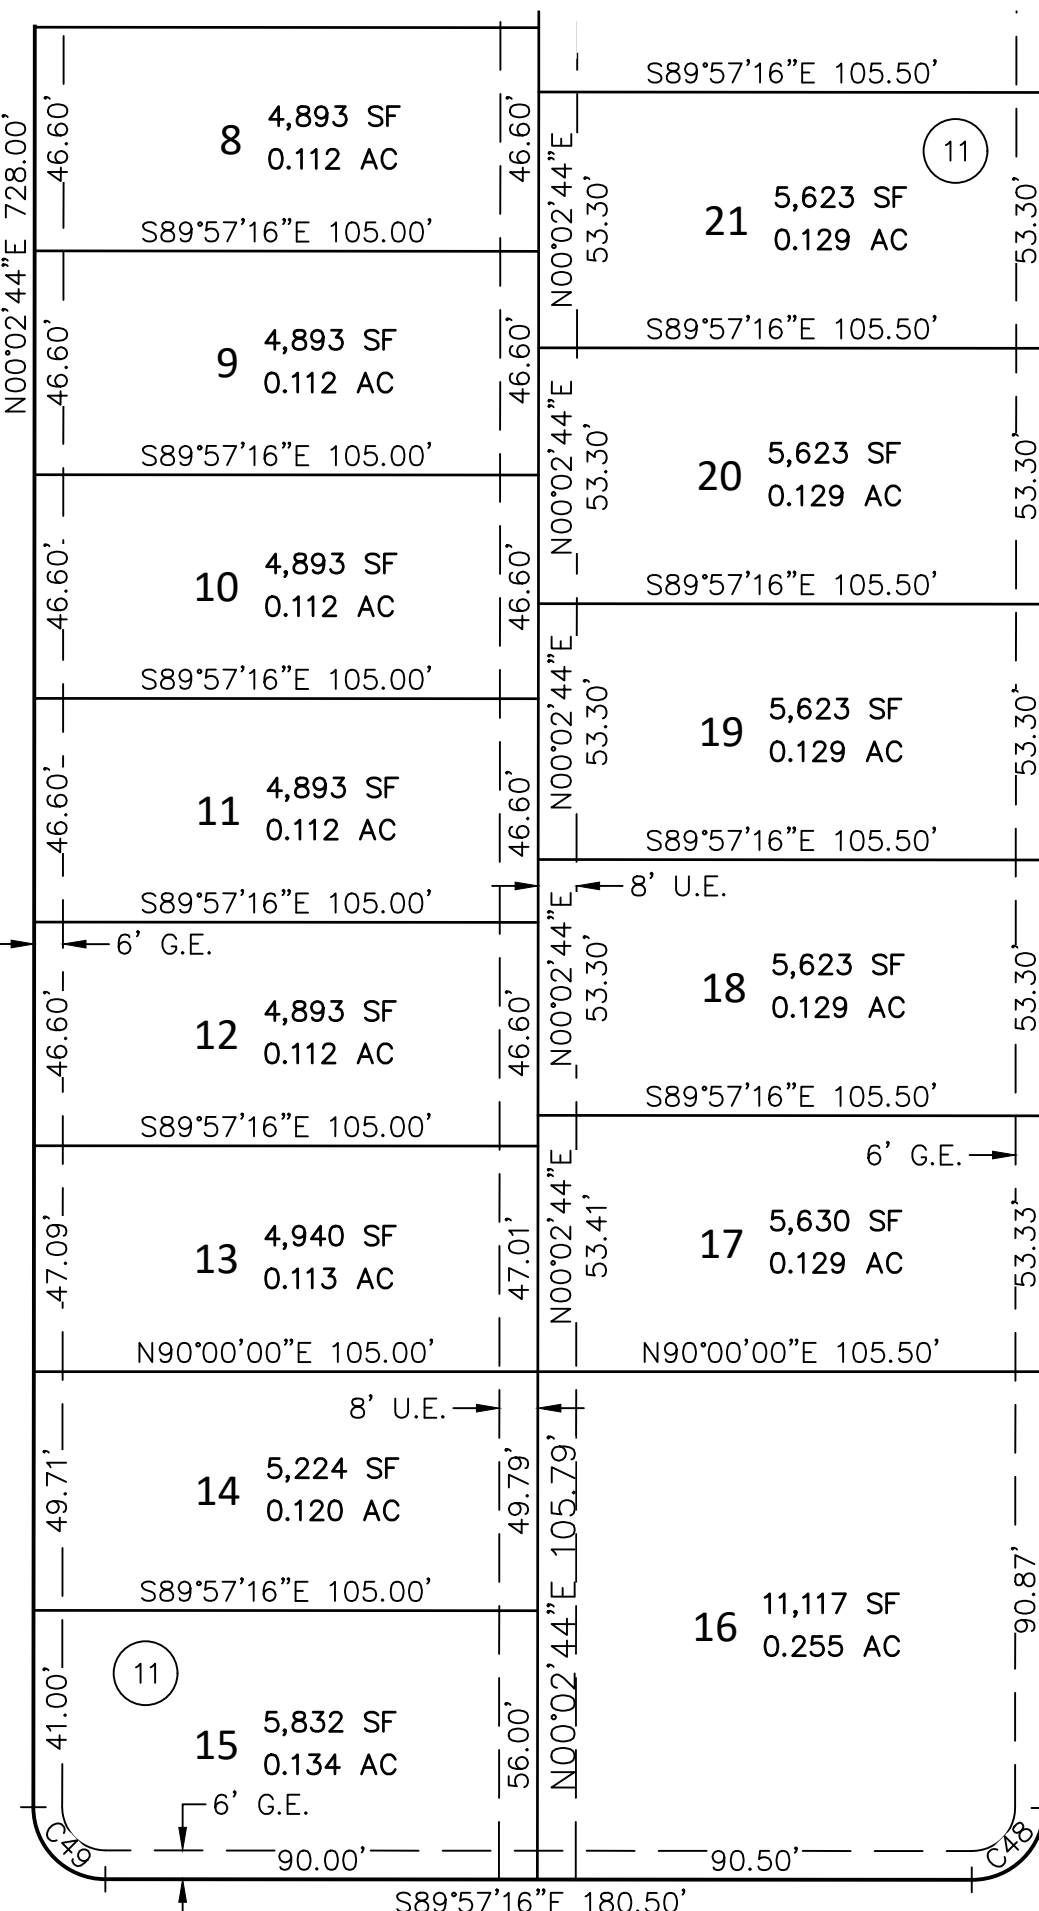 N00°02'44"E 728.00'
46.60'
8
4,893 SF
0.112 AC
46.60'
S89°57'16"E 105.00'
46.60'
9
4,893 SF
0.112 AC
46.60'
S89°57'16"E 105.00'
46.60'
10
4,893 SF
0.112 AC
46.60'
S89°57'16"E 105.00'
46.60'
11
4,893 SF
0.112 AC
46.60'
S89°57'16"E 105.00'
6' G.E.
46.60'
12
4,893 SF
0.112 AC
46.60'
S89°57'16"E 105.00'
47.09'
13
4,940 SF
0.113 AC
47.01'
N90°00'00"E 105.00'
8' U.E.
49.71'
14
5,224 SF
0.120 AC
49.79'
S89°57'16"E 105.00'
11
41.00'
15
5,832 SF
0.134 AC
56.00'
6' G.E.
C49
90.00'
S89°57'16"E 105.50'
11
N00°02'44"E
53.30'
21
5,623 SF
0.129 AC
53.30'
S89°57'16"E 105.50'
N00°02'44"E
53.30'
20
5,623 SF
0.129 AC
53.30'
S89°57'16"E 105.50'
N00°02'44"E
53.30'
19
5,623 SF
0.129 AC
53.30'
S89°57'16"E 105.50'
8' U.E.
N00°02'44"E
53.30'
18
5,623 SF
0.129 AC
53.30'
S89°57'16"E 105.50'
6' G.E.
N00°02'44"E
53.41'
17
5,630 SF
0.129 AC
53.33'
N90°00'00"E 105.50'
N00°02'44"E 105.79'
16
11,117 SF
0.255 AC
90.87'
90.50'
C48
S89°57'16"E 180.50'